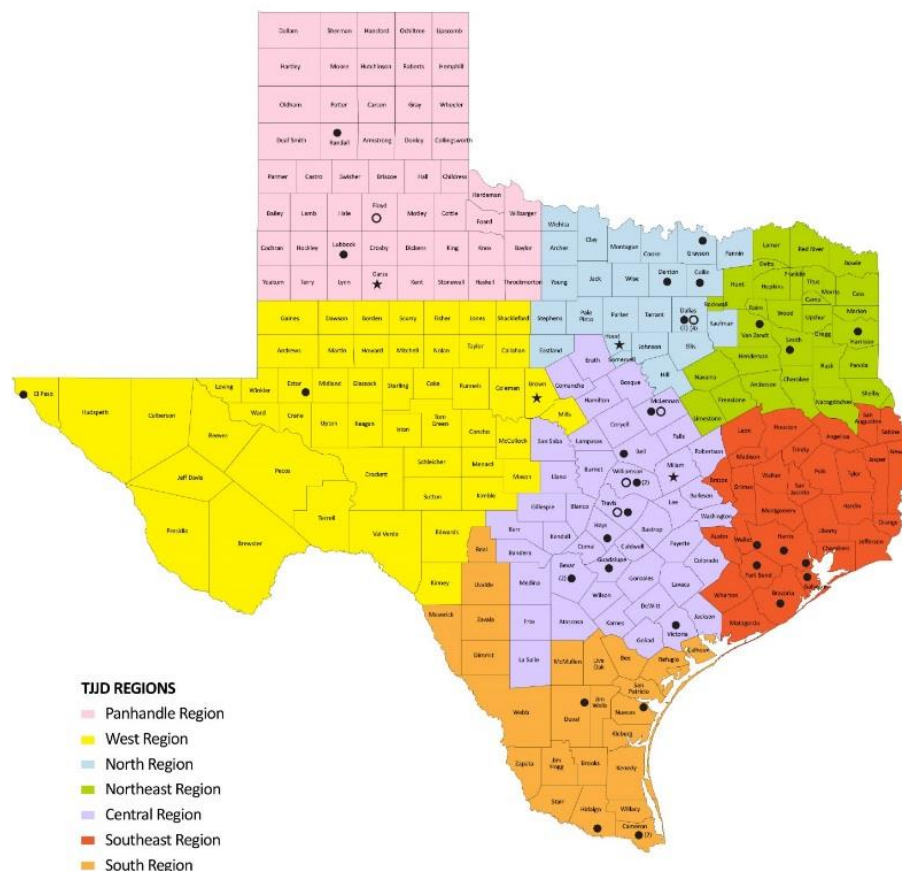 Dallam Sherman Hansford Ochiltree Lipscomb
Hartley Moore Hutchinson Roberts Hemphill
Oldham Potter Carson Gray Wheeler
Deaf Smith Randall Armstrong Donley Collingsworth
Parmer Castro Swisher Briscoe Hall Childress
Hardeman
Bailey Lamb Hale Floyd Motley Cottle Foard Wilbarger
Wichita Clay Montague Cooke Grayson Fannin Lamar Red River Bowie
Cochran Hockley Lubbock Crosby Dickens King Knox Baylor Archer
Delta Franklin Titus Morris Cass
Yoakum Terry Lynn Garza Kent Stonewall Haskell Throckmorton Young Jack Wise Denton Collin Hunt Hopkins Camp
Rockwall Rains Wood Upshur Marion
Gaines Dawson Borden Scurry Fisher Jones Shackelford Stephens Palo Pinto Parker Tarrant Dallas Kaufman Van Zandt Smith Gregg Harrison
(1) (4)
Andrews Martin Howard Mitchell Nolan Taylor Callahan Eastland Hood Somervell Johnson Ellis Henderson Rusk Panola
Erath Hill Navarro Anderson Cherokee
Loving Winkler Ector Midland Glasscock Sterling Coke Runnels Coleman Brown Comanche Bosque Freestone Nacogdoches Shelby
El Paso Hudspeth Culberson Reeves Ward Crane Upton Reagan Irion Tom Green Concho McCulloch Mills Hamilton McLennan Limestone San Augustine
Coryell Falls Leon Houston Angelina Sabine
San Saba Lampasas Bell Robertson Madison Trinity Jasper
Jeff Davis Pecos Crockett Schleicher Menard Mason Llano Burnet Williamson (2) Milam Brazos Grimes Walker Polk Tyler
San Jacinto Hardin
Sutton Kimble Gillespie Blanco Travis Lee Burleson Washington Montgomery Liberty Orange
Presidio Brewster Terrell Val Verde Edwards Kerr Kendall Hays Bastrop Austin Waller Harris Chambers Jefferson
Real Bandera Comal Caldwell Fayette Colorado Fort Bend Galveston
Kinney Uvalde Medina Bexar (2) Guadalupe Gonzales Lavaca Wharton Brazoria
Wilson DeWitt Jackson Matagorda
Maverick Zavala Frio Atascosa Karnes Goliad Victoria
Dimmit La Salle McMullen Live Oak Bee Refugio Calhoun
San Patricio
Webb Duval Jim Wells Nueces
Kleberg
Zapata Jim Hogg Brooks Kenedy
Starr Hidalgo Willacy
Cameron (2)
TJJD REGIONS
Panhandle Region
West Region
North Region
Northeast Region
Central Region
Southeast Region
South Region